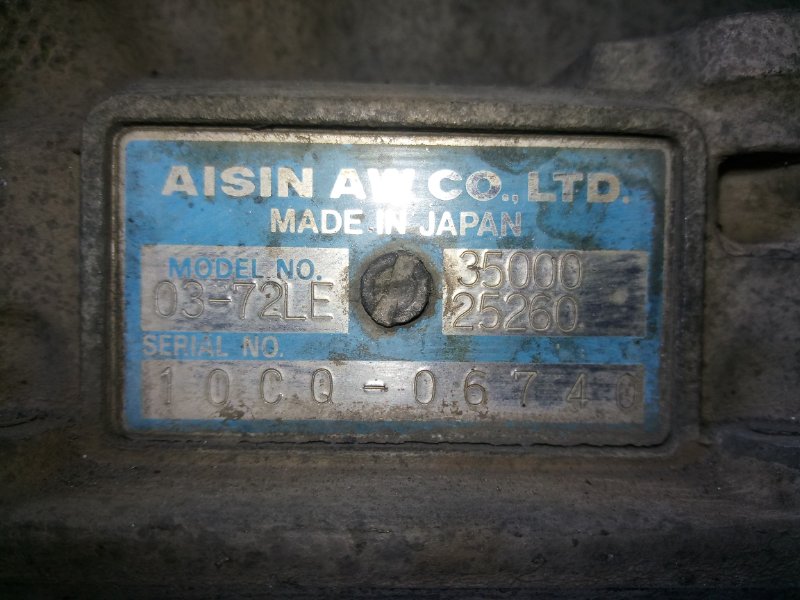 AISIN AW CO., LTD.
MADE IN JAPAN
MODEL NO.
03-72LE
35000
25260
SERIAL NO.
10CQ-06740